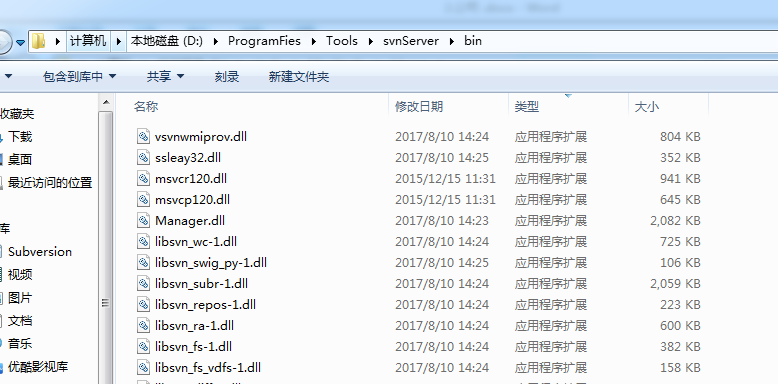 计算机 本地磁盘 (D:) ProgramFies Tools svnServer bin
包含到库中 共享 刻录 新建文件夹
收藏夹
下载
桌面
最近访问的位置
库
Subversion
视频
图片
文档
音乐
优酷影视库
名称 修改日期 类型 大小
vsvnwmiprov.dll 2017/8/10 14:24 应用程序扩展 804 KB
ssleay32.dll 2017/8/10 14:25 应用程序扩展 352 KB
msvcr120.dll 2015/12/15 11:31 应用程序扩展 941 KB
msvcp120.dll 2015/12/15 11:31 应用程序扩展 645 KB
Manager.dll 2017/8/10 14:23 应用程序扩展 2,082 KB
libsvn_wc-1.dll 2017/8/10 14:24 应用程序扩展 725 KB
libsvn_swig_py-1.dll 2017/8/10 14:25 应用程序扩展 106 KB
libsvn_subr-1.dll 2017/8/10 14:24 应用程序扩展 2,059 KB
libsvn_repos-1.dll 2017/8/10 14:24 应用程序扩展 223 KB
libsvn_ra-1.dll 2017/8/10 14:24 应用程序扩展 600 KB
libsvn_fs-1.dll 2017/8/10 14:24 应用程序扩展 382 KB
libsvn_fs_vdfs-1.dll 2017/8/10 14:24 应用程序扩展 158 KB